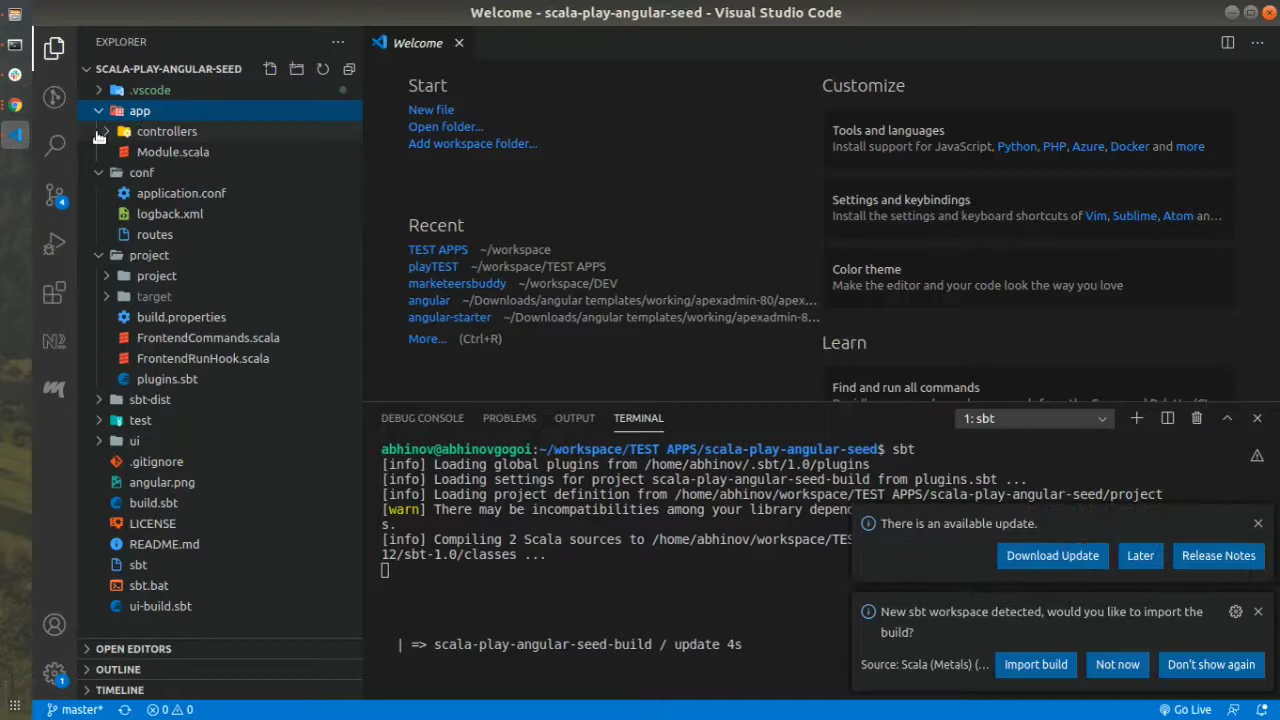 Welcome - scala-play-angular-seed - Visual Studio Code
EXPLORER
SCALA-PLAY-ANGULAR-SEED
.vscode
app
controllers
Module.scala
conf
application.conf
logback.xml
routes
project
project
target
build.properties
FrontendCommands.scala
FrontendRunHook.scala
plugins.sbt
sbt-dist
test
ui
.gitignore
angular.png
build.sbt
LICENSE
README.md
sbt
sbt.bat
ui-build.sbt
OPEN EDITORS
OUTLINE
TIMELINE
4
1
Welcome
Start
New file
Open folder...
Add workspace folder...
Recent
TEST APPS ~/workspace
playTEST ~/workspace/TEST APPS
marketeersbuddy ~/workspace/DEV
angular ~/Downloads/angular templates/working/apexadmin-80/apex...
angular-starter ~/Downloads/angular templates/working/apexadmin-8...
More... (Ctrl+R)
Customize
Tools and languages
Install support for JavaScript, Python, PHP, Azure, Docker and more
Settings and keybindings
Install the settings and keyboard shortcuts of Vim, Sublime, Atom an...
Color theme
Make the editor and your code look the way you love
Learn
Find and run all commands
DEBUG CONSOLE PROBLEMS OUTPUT TERMINAL
1: sbt
abhinov@abhinovgogoi:~/workspace/TEST APPS/scala-play-angular-seed$ sbt
[info] Loading global plugins from /home/abhinov/.sbt/1.0/plugins
[info] Loading settings for project scala-play-angular-seed-build from plugins.sbt ...
[info] Loading project definition from /home/abhinov/workspace/TEST APPS/scala-play-angular-seed/project
[warn] There may be incompatibilities among your library depen
s.
[info] Compiling 2 Scala sources to /home/abhinov/workspace/TES
12/sbt-1.0/classes ...
| => scala-play-angular-seed-build / update 4s
There is an available update.
Download Update Later Release Notes
New sbt workspace detected, would you like to import the
build?
Source: Scala (Metals) (...
Import build Not now Don't show again
master* 0 0
Go Live